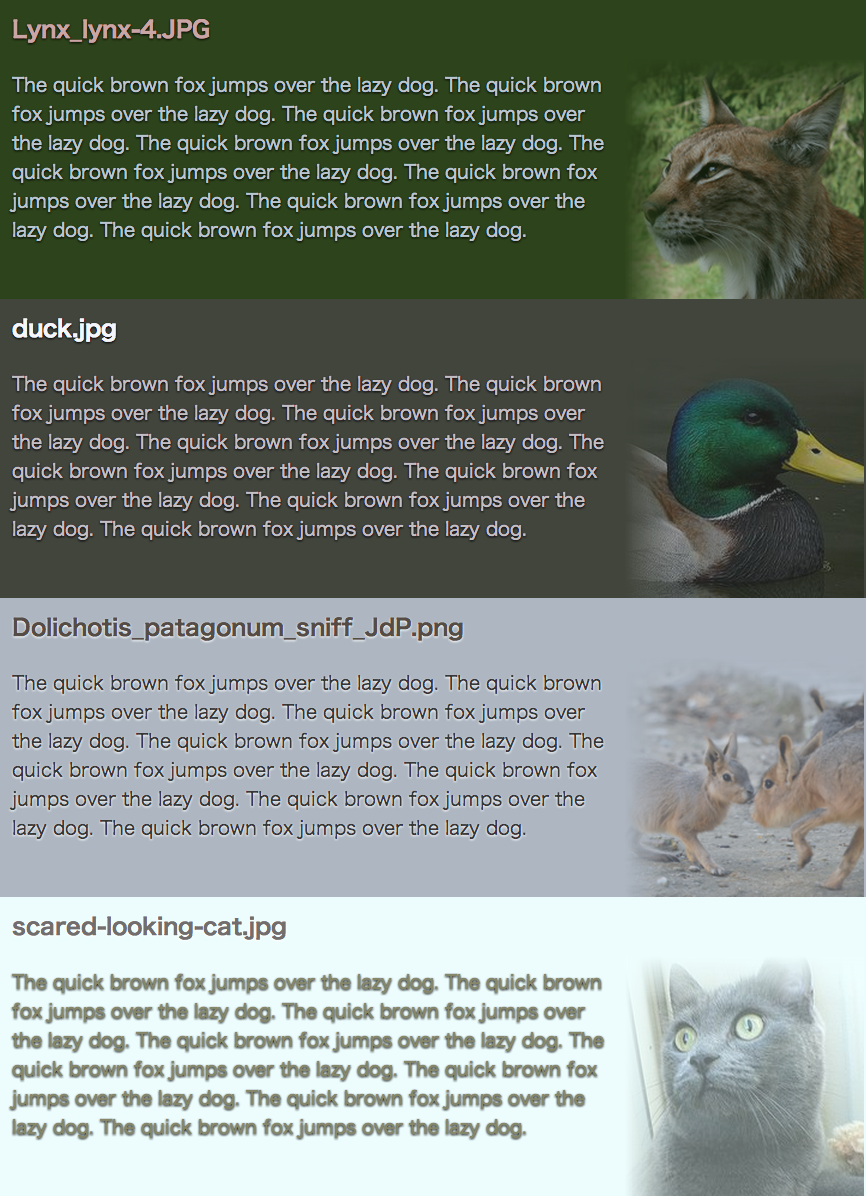 Lynx_lynx-4.JPG
The quick brown fox jumps over the lazy dog. The quick brown
fox jumps over the lazy dog. The quick brown fox jumps over
the lazy dog. The quick brown fox jumps over the lazy dog. The
quick brown fox jumps over the lazy dog. The quick brown fox
jumps over the lazy dog. The quick brown fox jumps over the
lazy dog. The quick brown fox jumps over the lazy dog.
duck.jpg
The quick brown fox jumps over the lazy dog. The quick brown
fox jumps over the lazy dog. The quick brown fox jumps over
the lazy dog. The quick brown fox jumps over the lazy dog. The
quick brown fox jumps over the lazy dog. The quick brown fox
jumps over the lazy dog. The quick brown fox jumps over the
lazy dog. The quick brown fox jumps over the lazy dog.
Dolichotis_patagonum_sniff_JdP.png
The quick brown fox jumps over the lazy dog. The quick brown
fox jumps over the lazy dog. The quick brown fox jumps over
the lazy dog. The quick brown fox jumps over the lazy dog. The
quick brown fox jumps over the lazy dog. The quick brown fox
jumps over the lazy dog. The quick brown fox jumps over the
lazy dog. The quick brown fox jumps over the lazy dog.
scared-looking-cat.jpg
The quick brown fox jumps over the lazy dog. The quick brown
fox jumps over the lazy dog. The quick brown fox jumps over
the lazy dog. The quick brown fox jumps over the lazy dog. The
quick brown fox jumps over the lazy dog. The quick brown fox
jumps over the lazy dog. The quick brown fox jumps over the
lazy dog. The quick brown fox jumps over the lazy dog.